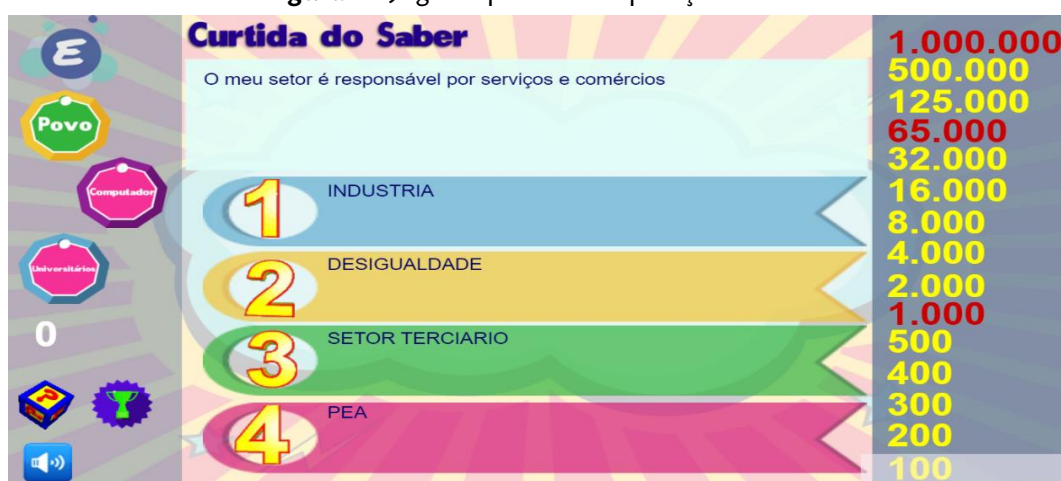 E
Curtida do Saber
O meu setor é responsável por serviços e comércios
Povo
Computador
Universitários
0
1
INDUSTRIA
2
DESIGUALDADE
3
SETOR TERCIARIO
4
PEA
1.000.000
500.000
125.000
65.000
32.000
16.000
8.000
4.000
2.000
1.000
500
400
300
200
100